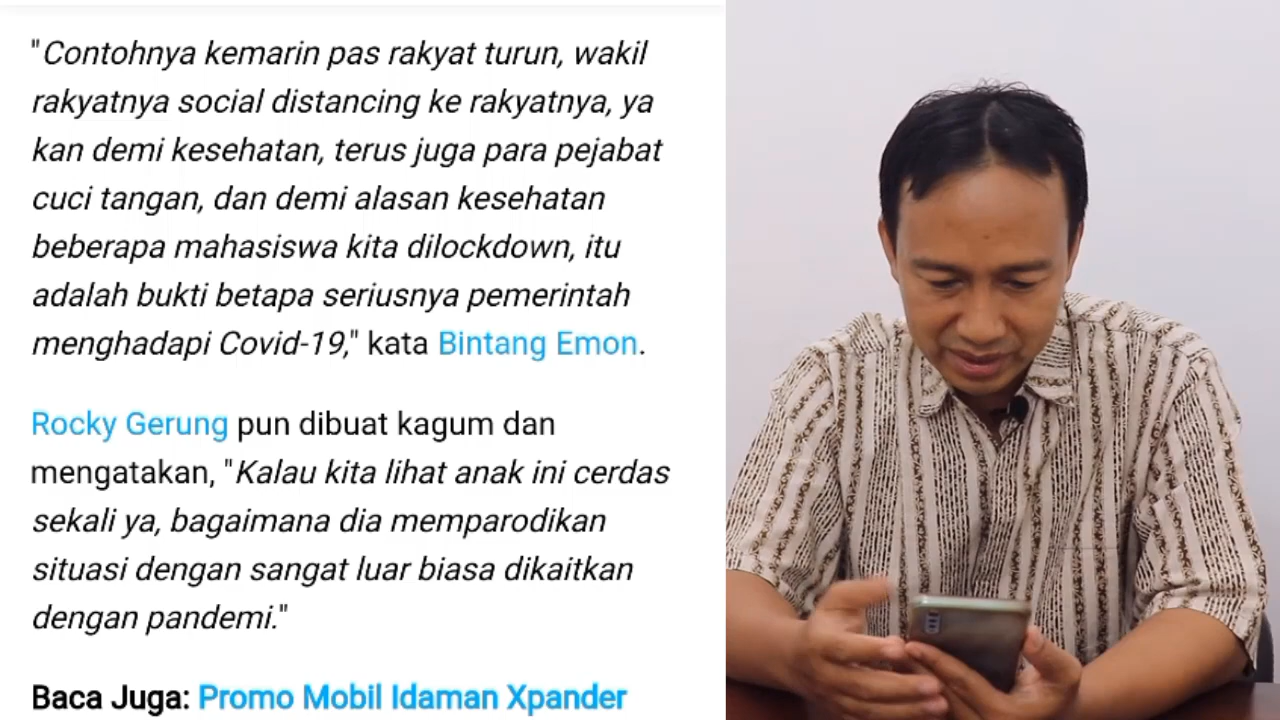 "Contohnya kemarin pas rakyat turun, wakil
rakyatnya social distancing ke rakyatnya, ya
kan demi kesehatan, terus juga para pejabat
cuci tangan, dan demi alasan kesehatan
beberapa mahasiswa kita dilockdown, itu
adalah bukti betapa seriusnya pemerintah
menghadapi Covid-19," kata Bintang Emon.
Rocky Gerung pun dibuat kagum dan
mengatakan, "Kalau kita lihat anak ini cerdas
sekali ya, bagaimana dia memparodikan
situasi dengan sangat luar biasa dikaitkan
dengan pandemi."
Baca Juga: Promo Mobil Idaman Xpander